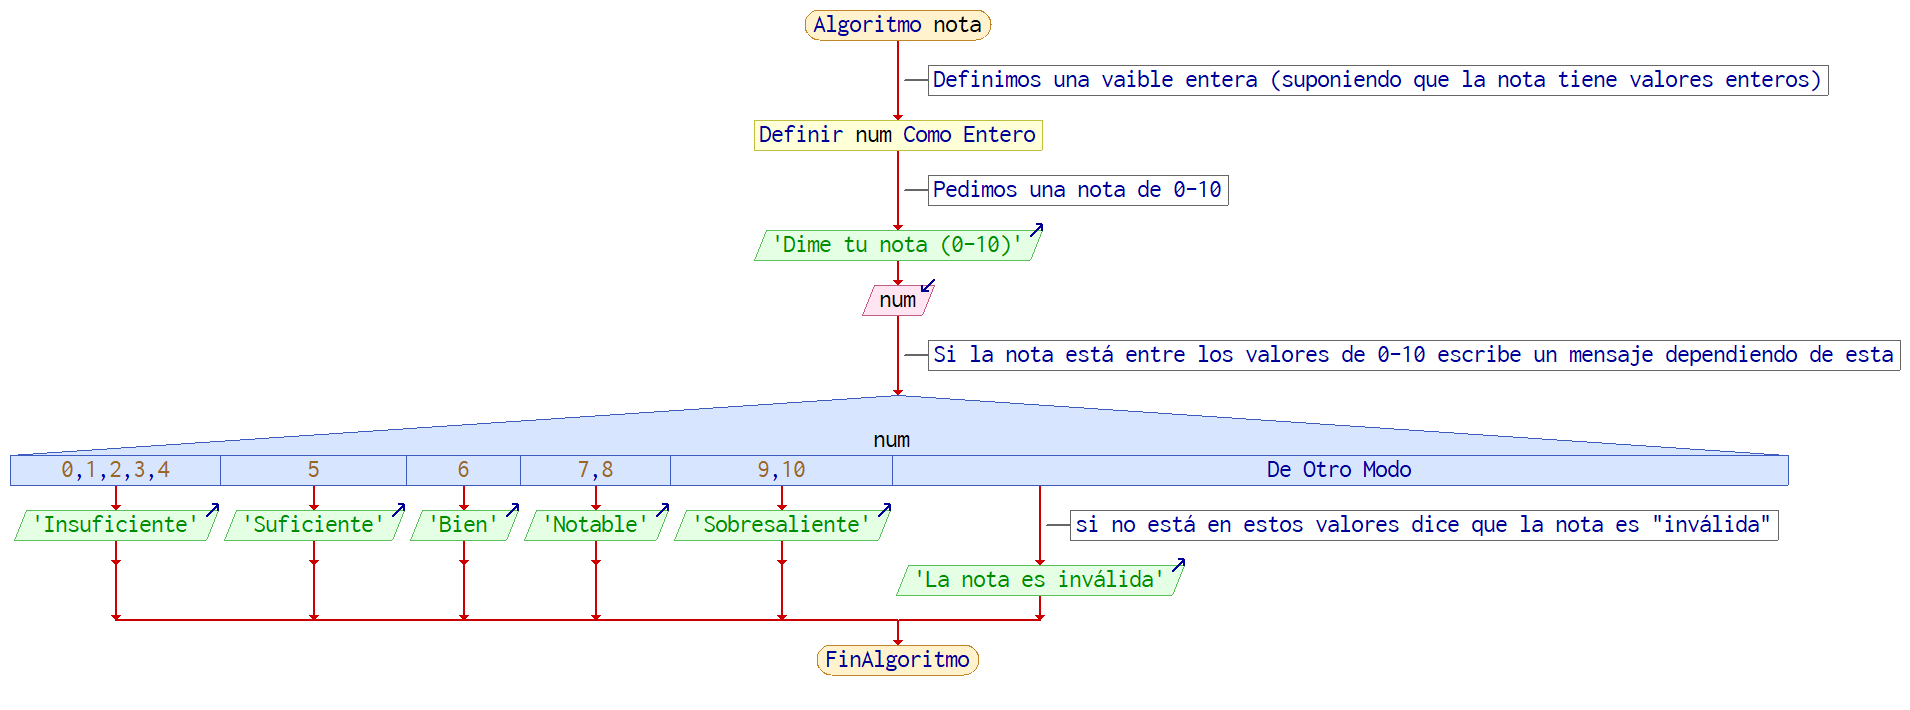 Algoritmo nota
Definimos una vaible entera (suponiendo que la nota tiene valores enteros)
Definir num Como Entero
Pedimos una nota de 0-10
'Dime tu nota (0-10)'
num
Si la nota está entre los valores de 0-10 escribe un mensaje dependiendo de esta
num
0,1,2,3,4
5
6
7,8
9,10
De Otro Modo
'Insuficiente'
'Suficiente'
'Bien'
'Notable'
'Sobresaliente'
si no está en estos valores dice que la nota es "inválida"
'La nota es inválida'
FinAlgoritmo